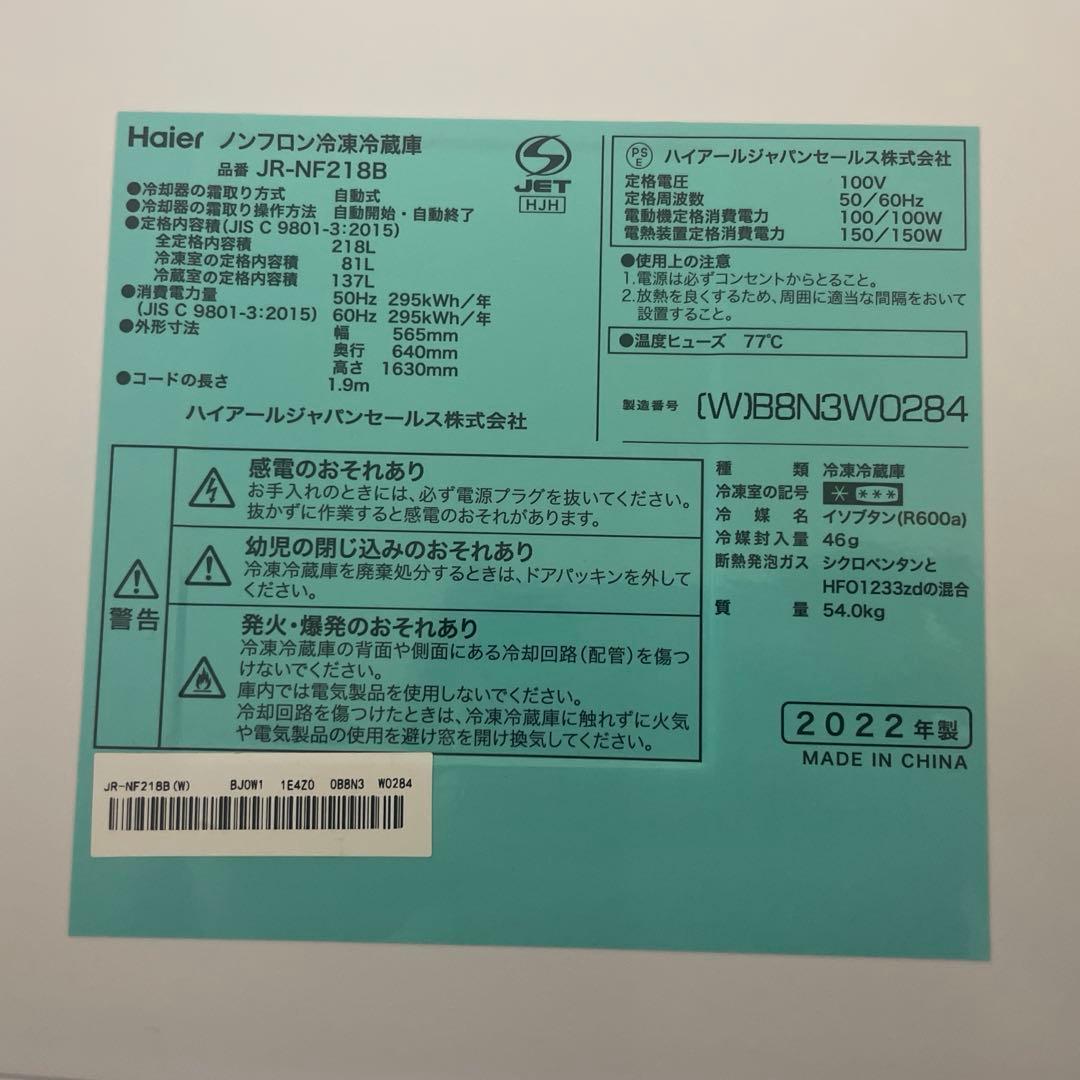 Haier ノンフロン冷凍冷蔵庫
品番 JR-NF218B
●冷却器の霜取り方式 自動式
●冷却器の霜取り操作方法 自動開始・自動終了
●定格内容積(JIS C 9801-3:2015)
全定格内容積 218L
冷凍室の定格内容積 81L
冷蔵室の定格内容積 137L
●消費電力量 50Hz 295kWh/年
(JIS C 9801-3:2015) 60Hz 295kWh/年
●外形寸法 幅 565mm
奥行 640mm
高さ 1630mm
●コードの長さ 1.9m
ハイアールジャパンセールス株式会社
JET
HJH
PS
E
ハイアールジャパンセールス株式会社
定格電圧 100V
定格周波数 50/60Hz
電動機定格消費電力 100/100W
電熱装置定格消費電力 150/150W
●使用上の注意
1.電源は必ずコンセントからとること。
2.放熱を良くするため、周囲に適当な間隔をおいて
設置すること。
●温度ヒューズ 77℃
製造番号 (W)B8N3W0284
警告
感電のおそれあり
お手入れのときには、必ず電源プラグを抜いてください。
抜かずに作業すると感電のおそれがあります。
幼児の閉じ込みのおそれあり
冷凍冷蔵庫を廃棄処分するときは、ドアパッキンを外して
ください。
発火・爆発のおそれあり
冷凍冷蔵庫の背面や側面にある冷却回路(配管)を傷つ
けないでください。
庫内では電気製品を使用しないでください。
冷却回路を傷つけたときは、冷凍冷蔵庫に触れずに火気
や電気製品の使用を避け窓を開け換気してください。
種類 冷凍冷蔵庫
冷凍室の記号 * ***
冷媒名 イソブタン(R600a)
冷媒封入量 46g
断熱発泡ガス シクロペンタンと
HFO1233zdの混合
質量 54.0kg
2022年製
MADE IN CHINA
JR-NF218B(W) BJ0W1 1E4Z0 0B8N3 W0284